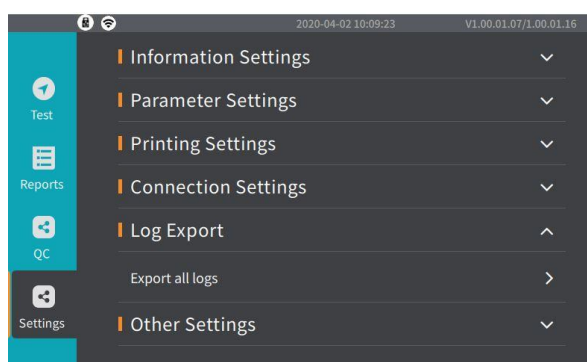 2020-04-02 10:09:23 V1.00.01.07/1.00.01.16
Test
Reports
QC
Settings
Information Settings
Parameter Settings
Printing Settings
Connection Settings
Log Export
Export all logs
Other Settings